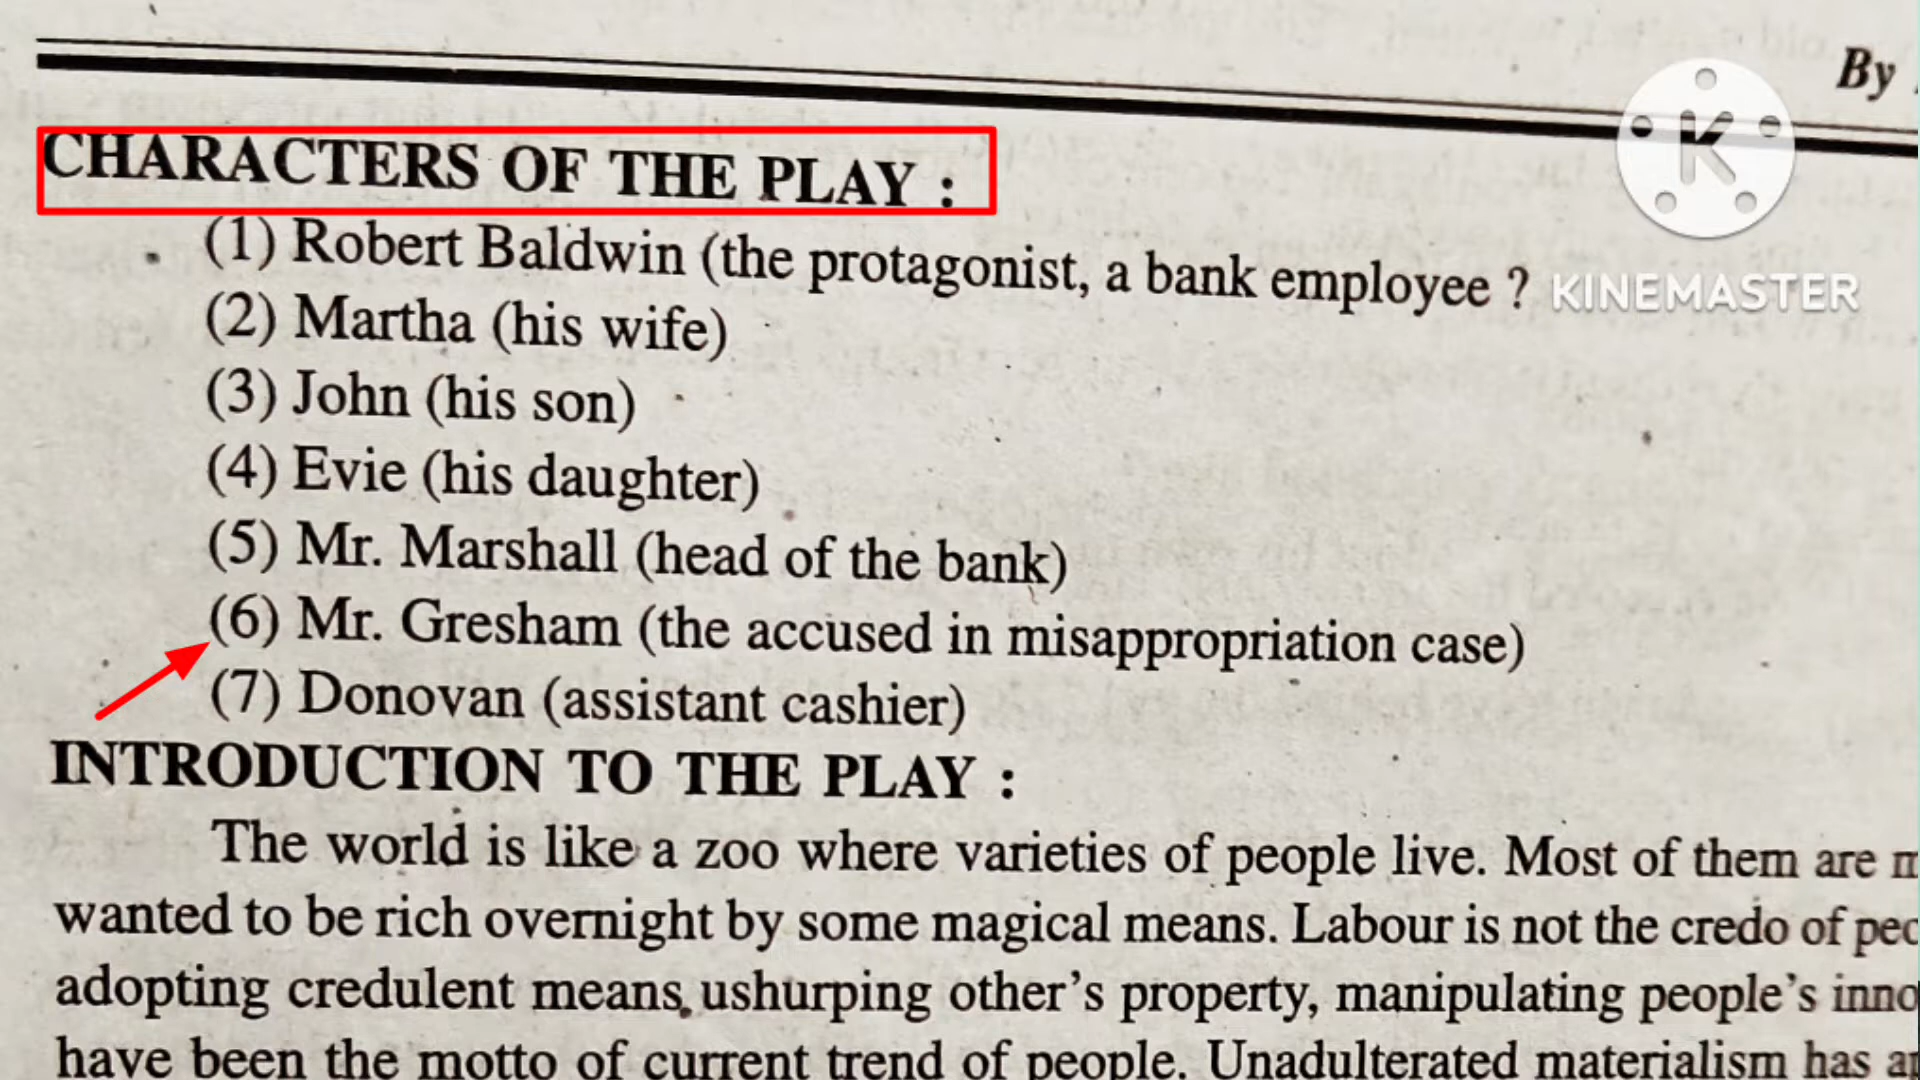 By
CHARACTERS OF THE PLAY :
(1) Robert Baldwin (the protagonist, a bank employee ?
KINEMASTER
(2) Martha (his wife)
(3) John (his son)
(4) Evie (his daughter)
(5) Mr. Marshall (head of the bank)
(6) Mr. Gresham (the accused in misappropriation case)
(7) Donovan (assistant cashier)
INTRODUCTION TO THE PLAY :
The world is like a zoo where varieties of people live. Most of them are
wanted to be rich overnight by some magical means. Labour is not the credo of
adopting credulent means, ushurping other's property, manipulating people's
have been the motto of current trend of people. Unadulterated materialism has